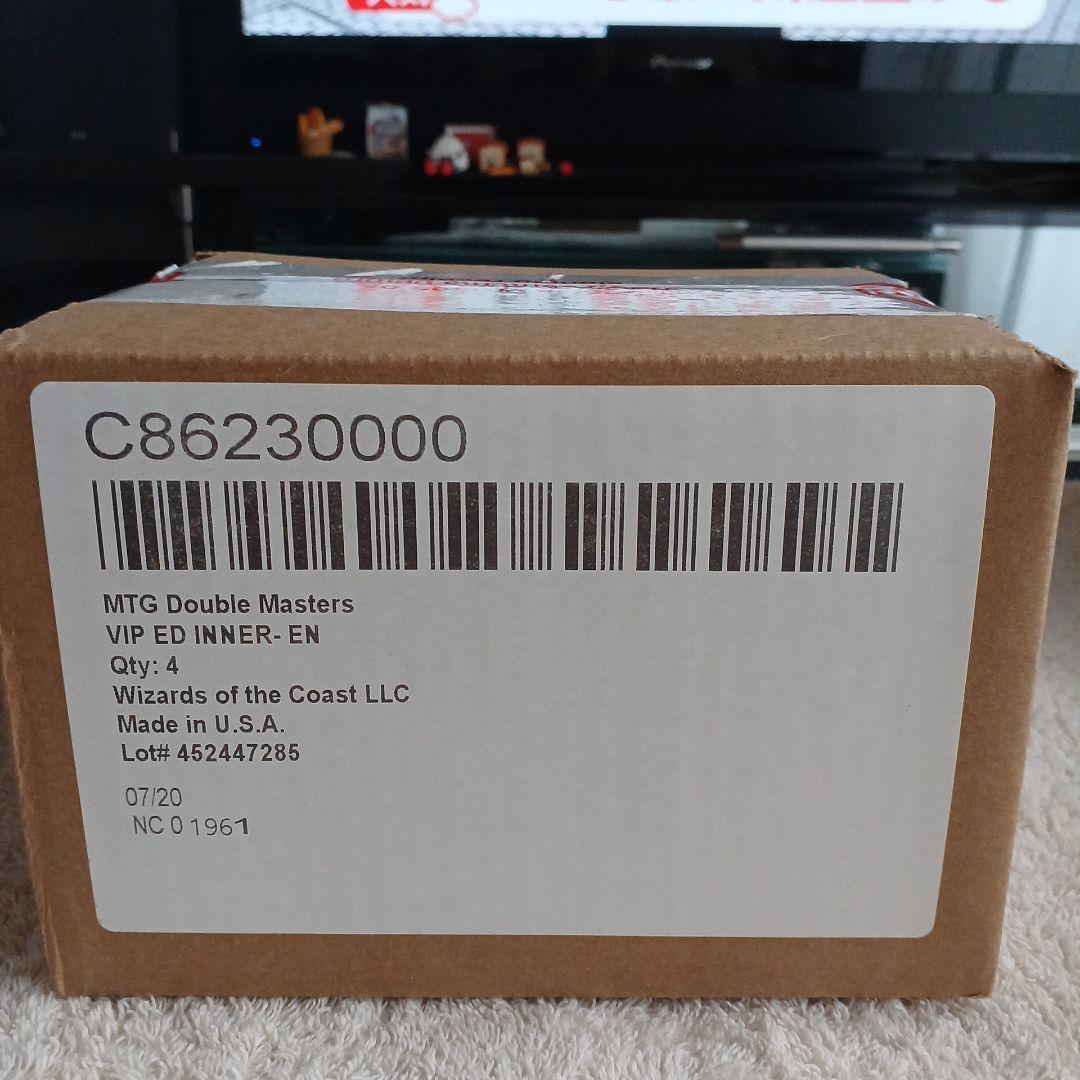 C86230000
MTG Double Masters
VIP ED INNER- EN
Qty: 4
Wizards of the Coast LLC
Made in U.S.A.
Lot# 452447285
07/20
NC 0 1961